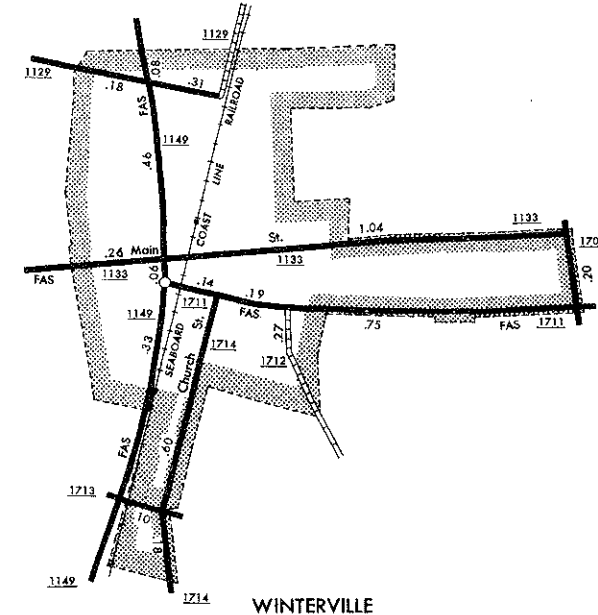 1129
1129
.08
.18
.31
FAS
RAILROAD
1149
.46
LINE
COAST
1.04
1133
.26 Main St.
1133
1133
170
FAS
.06
.14
.20
1711
.19
FAS
1149
.33
St.
1714
.27
.75
FAS
1711
SEABOARD
1712
Church
.60
FAS
1713
.10
.18
1149
1714
WINTERVILLE